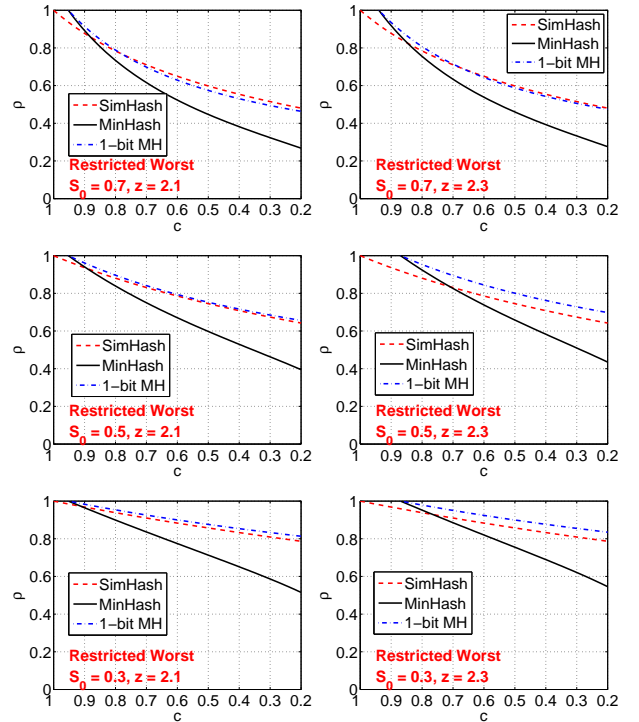 1
0.8
0.6
0.4
0.2
0
ρ
SimHash
MinHash
1−bit MH
Restricted Worst
S0 = 0.7, z = 2.1
1 0.9 0.8 0.7 0.6 0.5 0.4 0.3 0.2
c
1
0.8
0.6
0.4
0.2
0
ρ
SimHash
MinHash
1−bit MH
Restricted Worst
S0 = 0.7, z = 2.3
1 0.9 0.8 0.7 0.6 0.5 0.4 0.3 0.2
c
1
0.8
0.6
0.4
0.2
0
ρ
SimHash
MinHash
1−bit MH
Restricted Worst
S0 = 0.5, z = 2.1
1 0.9 0.8 0.7 0.6 0.5 0.4 0.3 0.2
c
1
0.8
0.6
0.4
0.2
0
ρ
SimHash
MinHash
1−bit MH
Restricted Worst
S0 = 0.5, z = 2.3
1 0.9 0.8 0.7 0.6 0.5 0.4 0.3 0.2
c
1
0.8
0.6
0.4
0.2
0
ρ
SimHash
MinHash
1−bit MH
Restricted Worst
S0 = 0.3, z = 2.1
1 0.9 0.8 0.7 0.6 0.5 0.4 0.3 0.2
c
1
0.8
0.6
0.4
0.2
0
ρ
SimHash
MinHash
1−bit MH
Restricted Worst
S0 = 0.3, z = 2.3
1 0.9 0.8 0.7 0.6 0.5 0.4 0.3 0.2
c